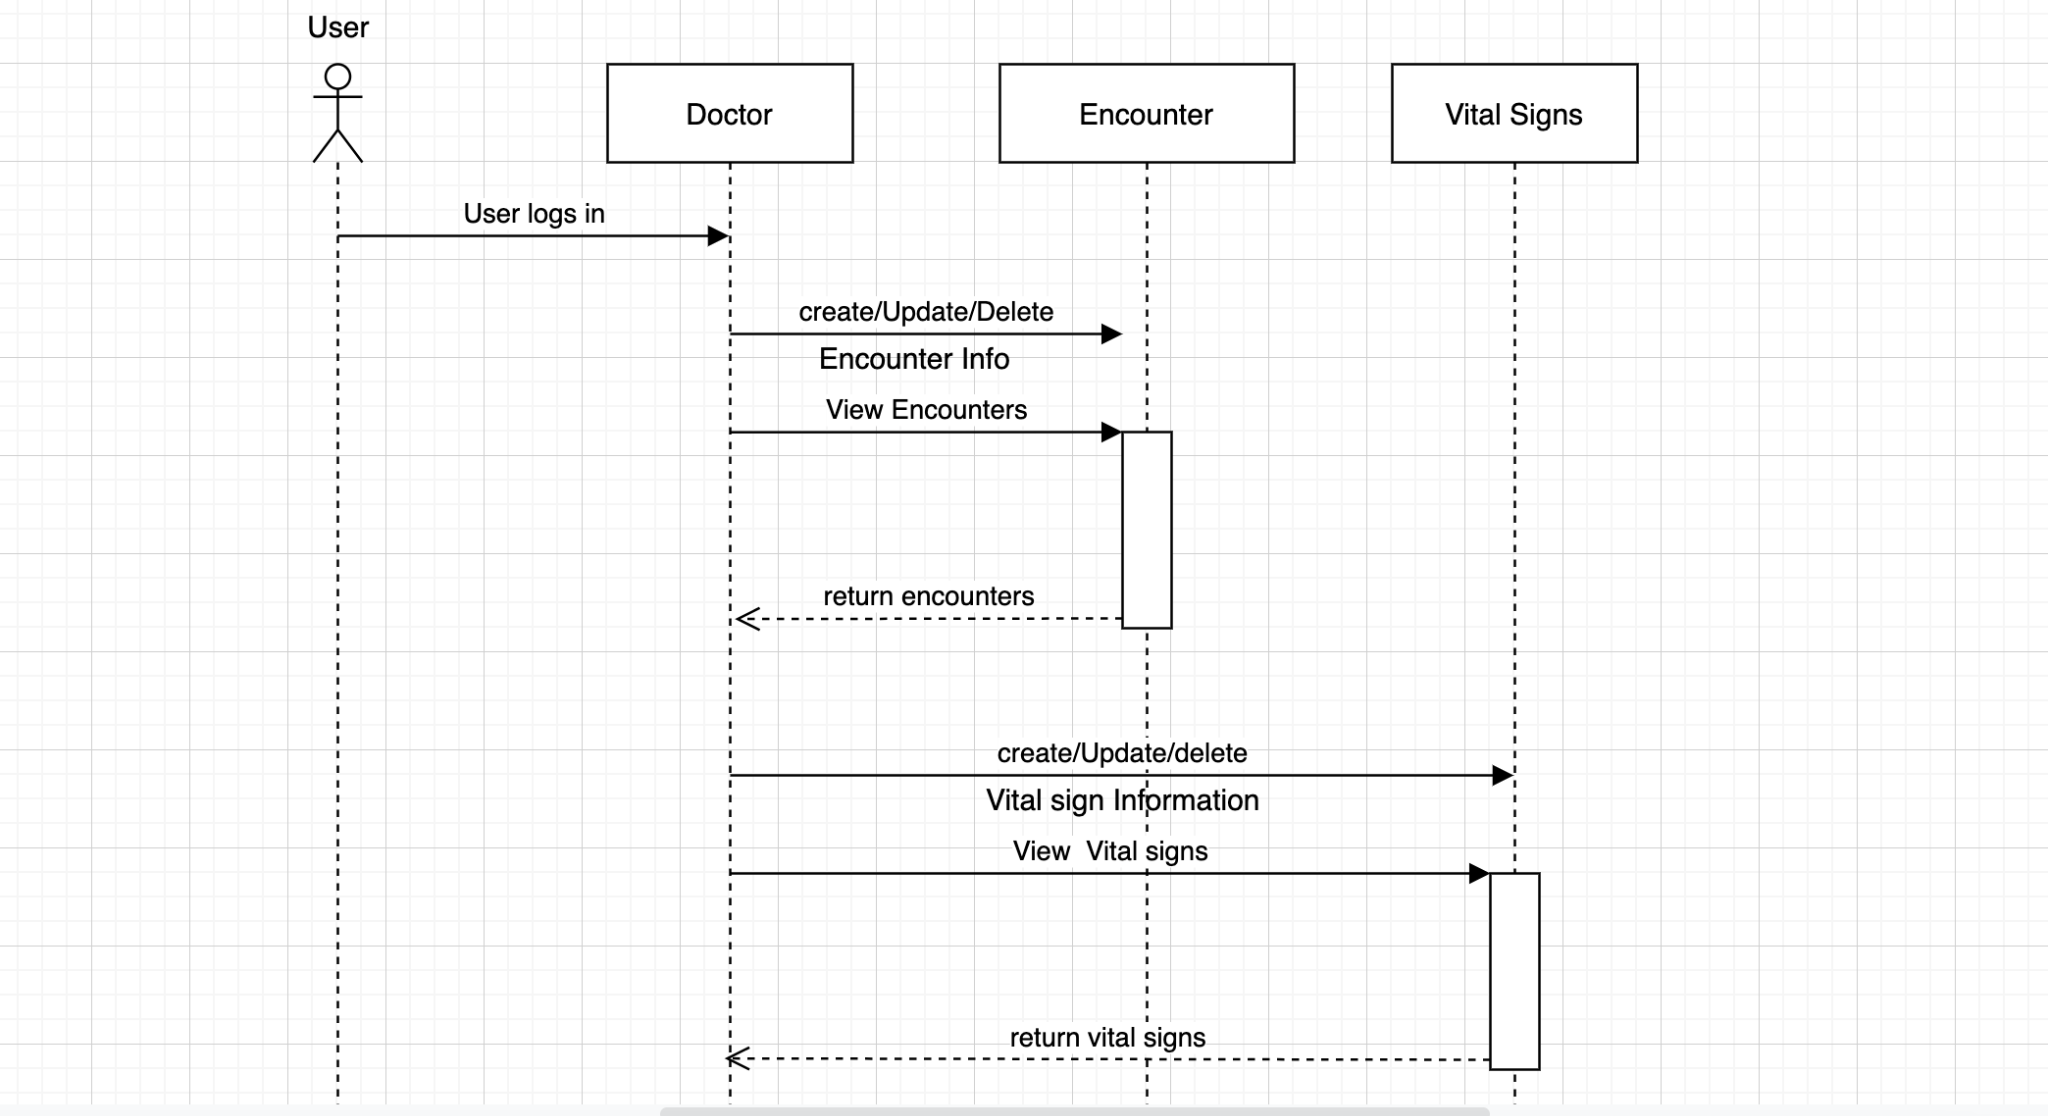 User
Doctor
Encounter
Vital Signs
User logs in
create/Update/Delete
Encounter Info
View Encounters
return encounters
create/Update/delete
Vital sign Information
View  Vital signs
return vital signs